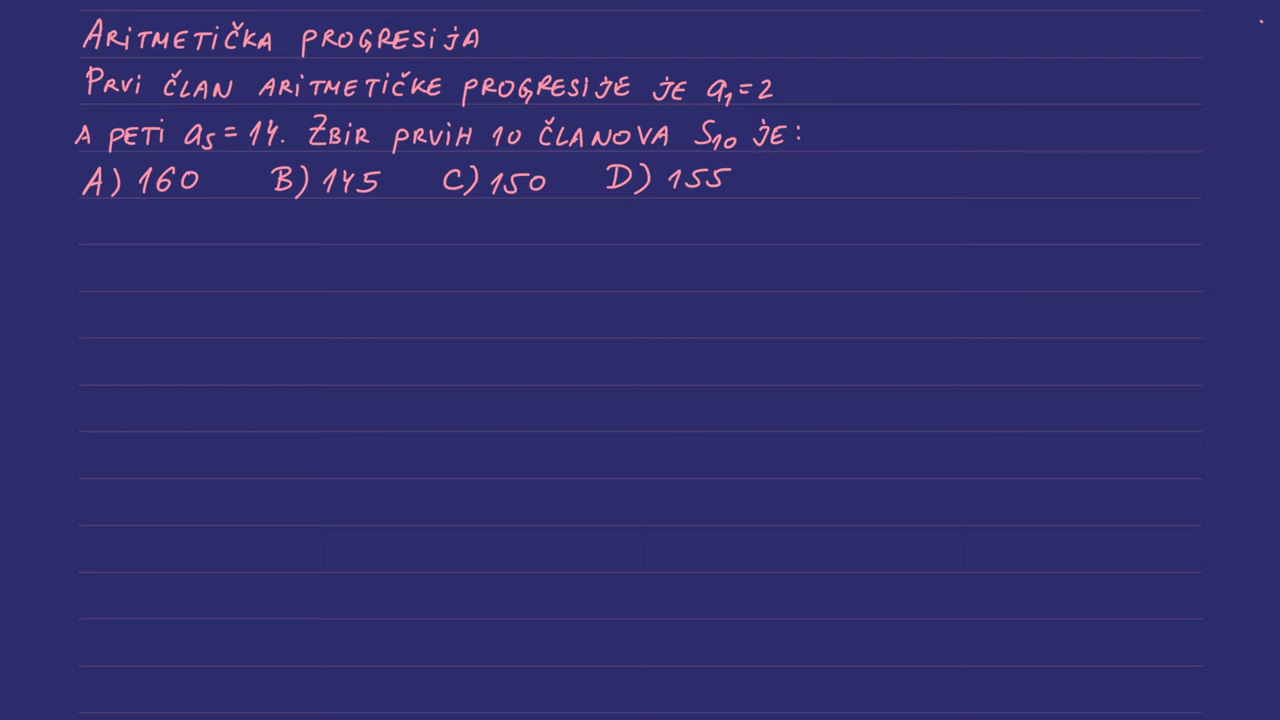 ARITMETIČKA PROGRESIJA
PRVI ČLAN ARITMETIČKE PROGRESIJE JE a₁=2
A PETI a₅=14. ZBIR PRVIH 10 ČLANOVA S₁₀ JE:
A) 160 B) 145 C) 150 D) 155